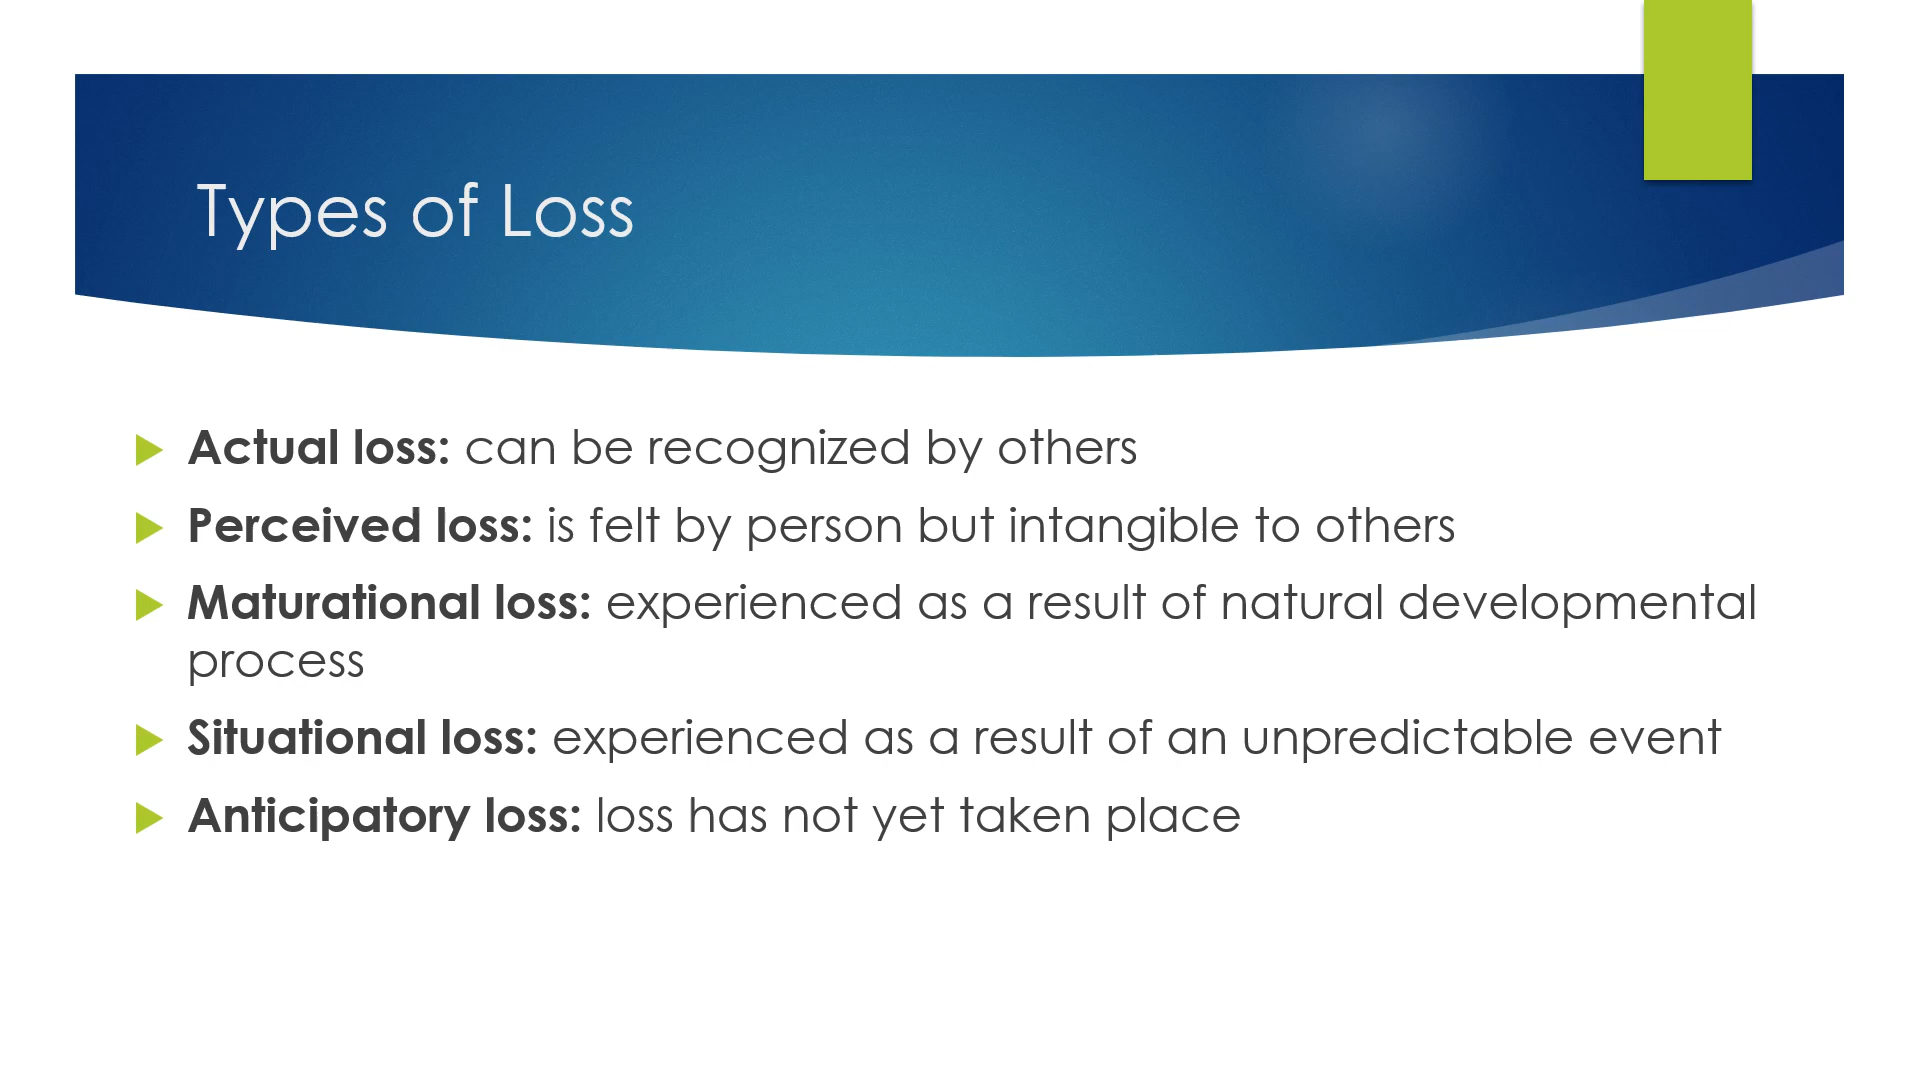 Types of Loss
Actual loss: can be recognized by others
Perceived loss: is felt by person but intangible to others
Maturational loss: experienced as a result of natural developmental
process
Situational loss: experienced as a result of an unpredictable event
Anticipatory loss: loss has not yet taken place